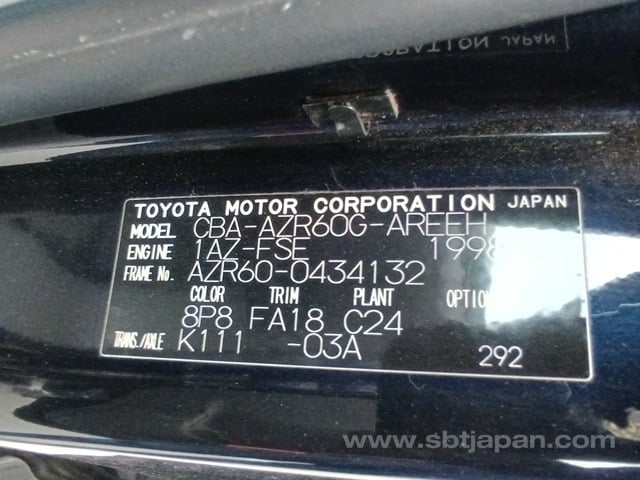 TOYOTA MOTOR CORPORATION JAPAN
MODEL CBA-AZR60G-AREEH
ENGINE 1AZ-FSE 1998
FRAME No. AZR60-0434132
COLOR TRIM PLANT OPTION
8P8 FA18 C24
TRANS./AXLE K111 -03A
292
www.sbtjapan.com